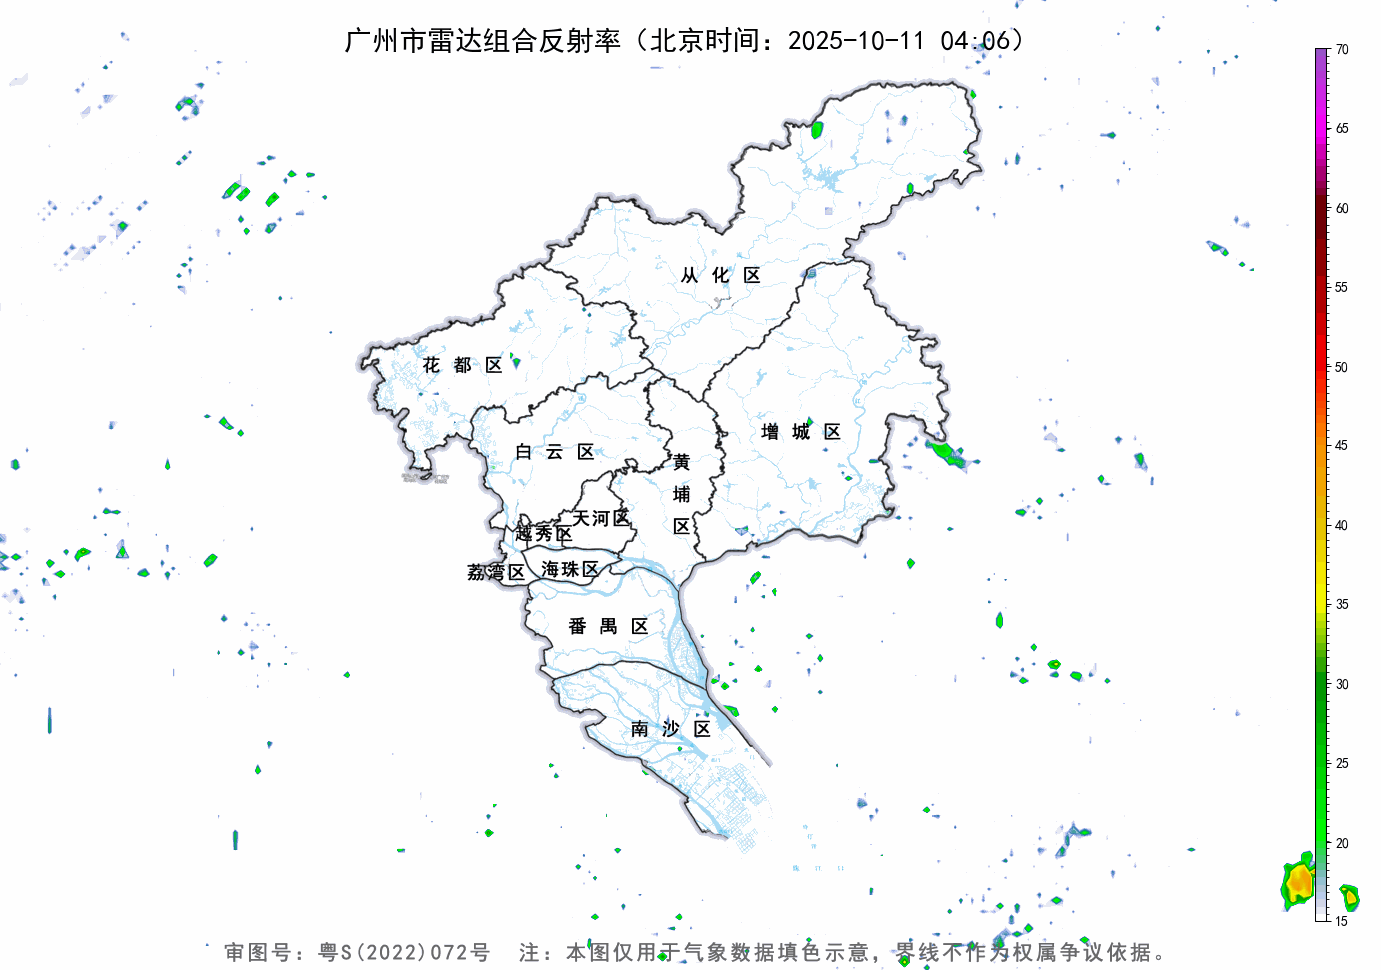 广州市雷达组合反射率（北京时间：2025-10-11 04:06）
70
65
60
55
50
45
40
35
30
25
20
15
从化区
花都区
增城区
白云区
黄埔区
天河区
越秀区
荔湾区
海珠区
番禺区
南沙区
审图号：粤S(2022)072号 注：本图仅用于气象数据填色示意，界线不作为权属争议依据。